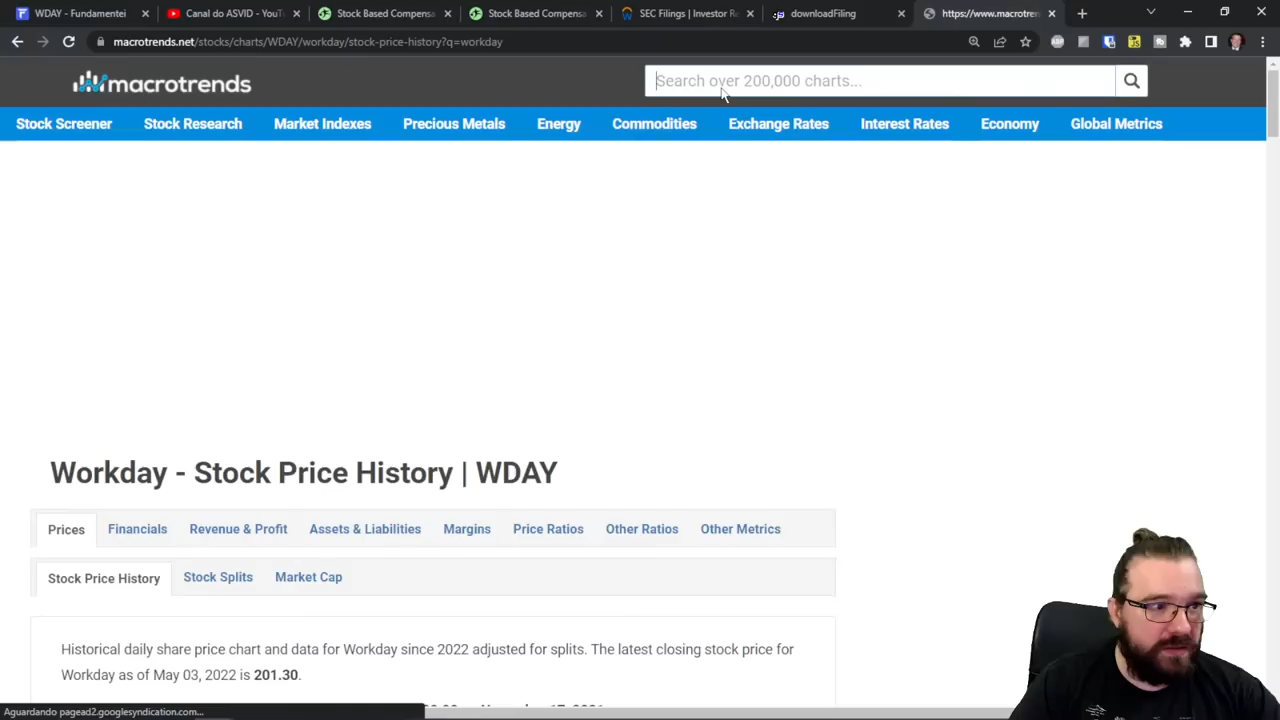 WDAY - Fundamentei
Canal do ASVID - YouT
Stock Based Compensa
Stock Based Compensa
SEC Filings | Investor Re
downloadFiling
https://www.macrotren
macrotrends.net/stocks/charts/WDAY/workday/stock-price-history?q=workday
macrotrends
Search over 200,000 charts...
Stock Screener
Stock Research
Market Indexes
Precious Metals
Energy
Commodities
Exchange Rates
Interest Rates
Economy
Global Metrics
Workday - Stock Price History | WDAY
Prices
Financials
Revenue & Profit
Assets & Liabilities
Margins
Price Ratios
Other Ratios
Other Metrics
Stock Price History
Stock Splits
Market Cap
Historical daily share price chart and data for Workday since 2022 adjusted for splits. The latest closing stock price for
Workday as of May 03, 2022 is 201.30.
Aguardando pagead2.googlesyndication.com...